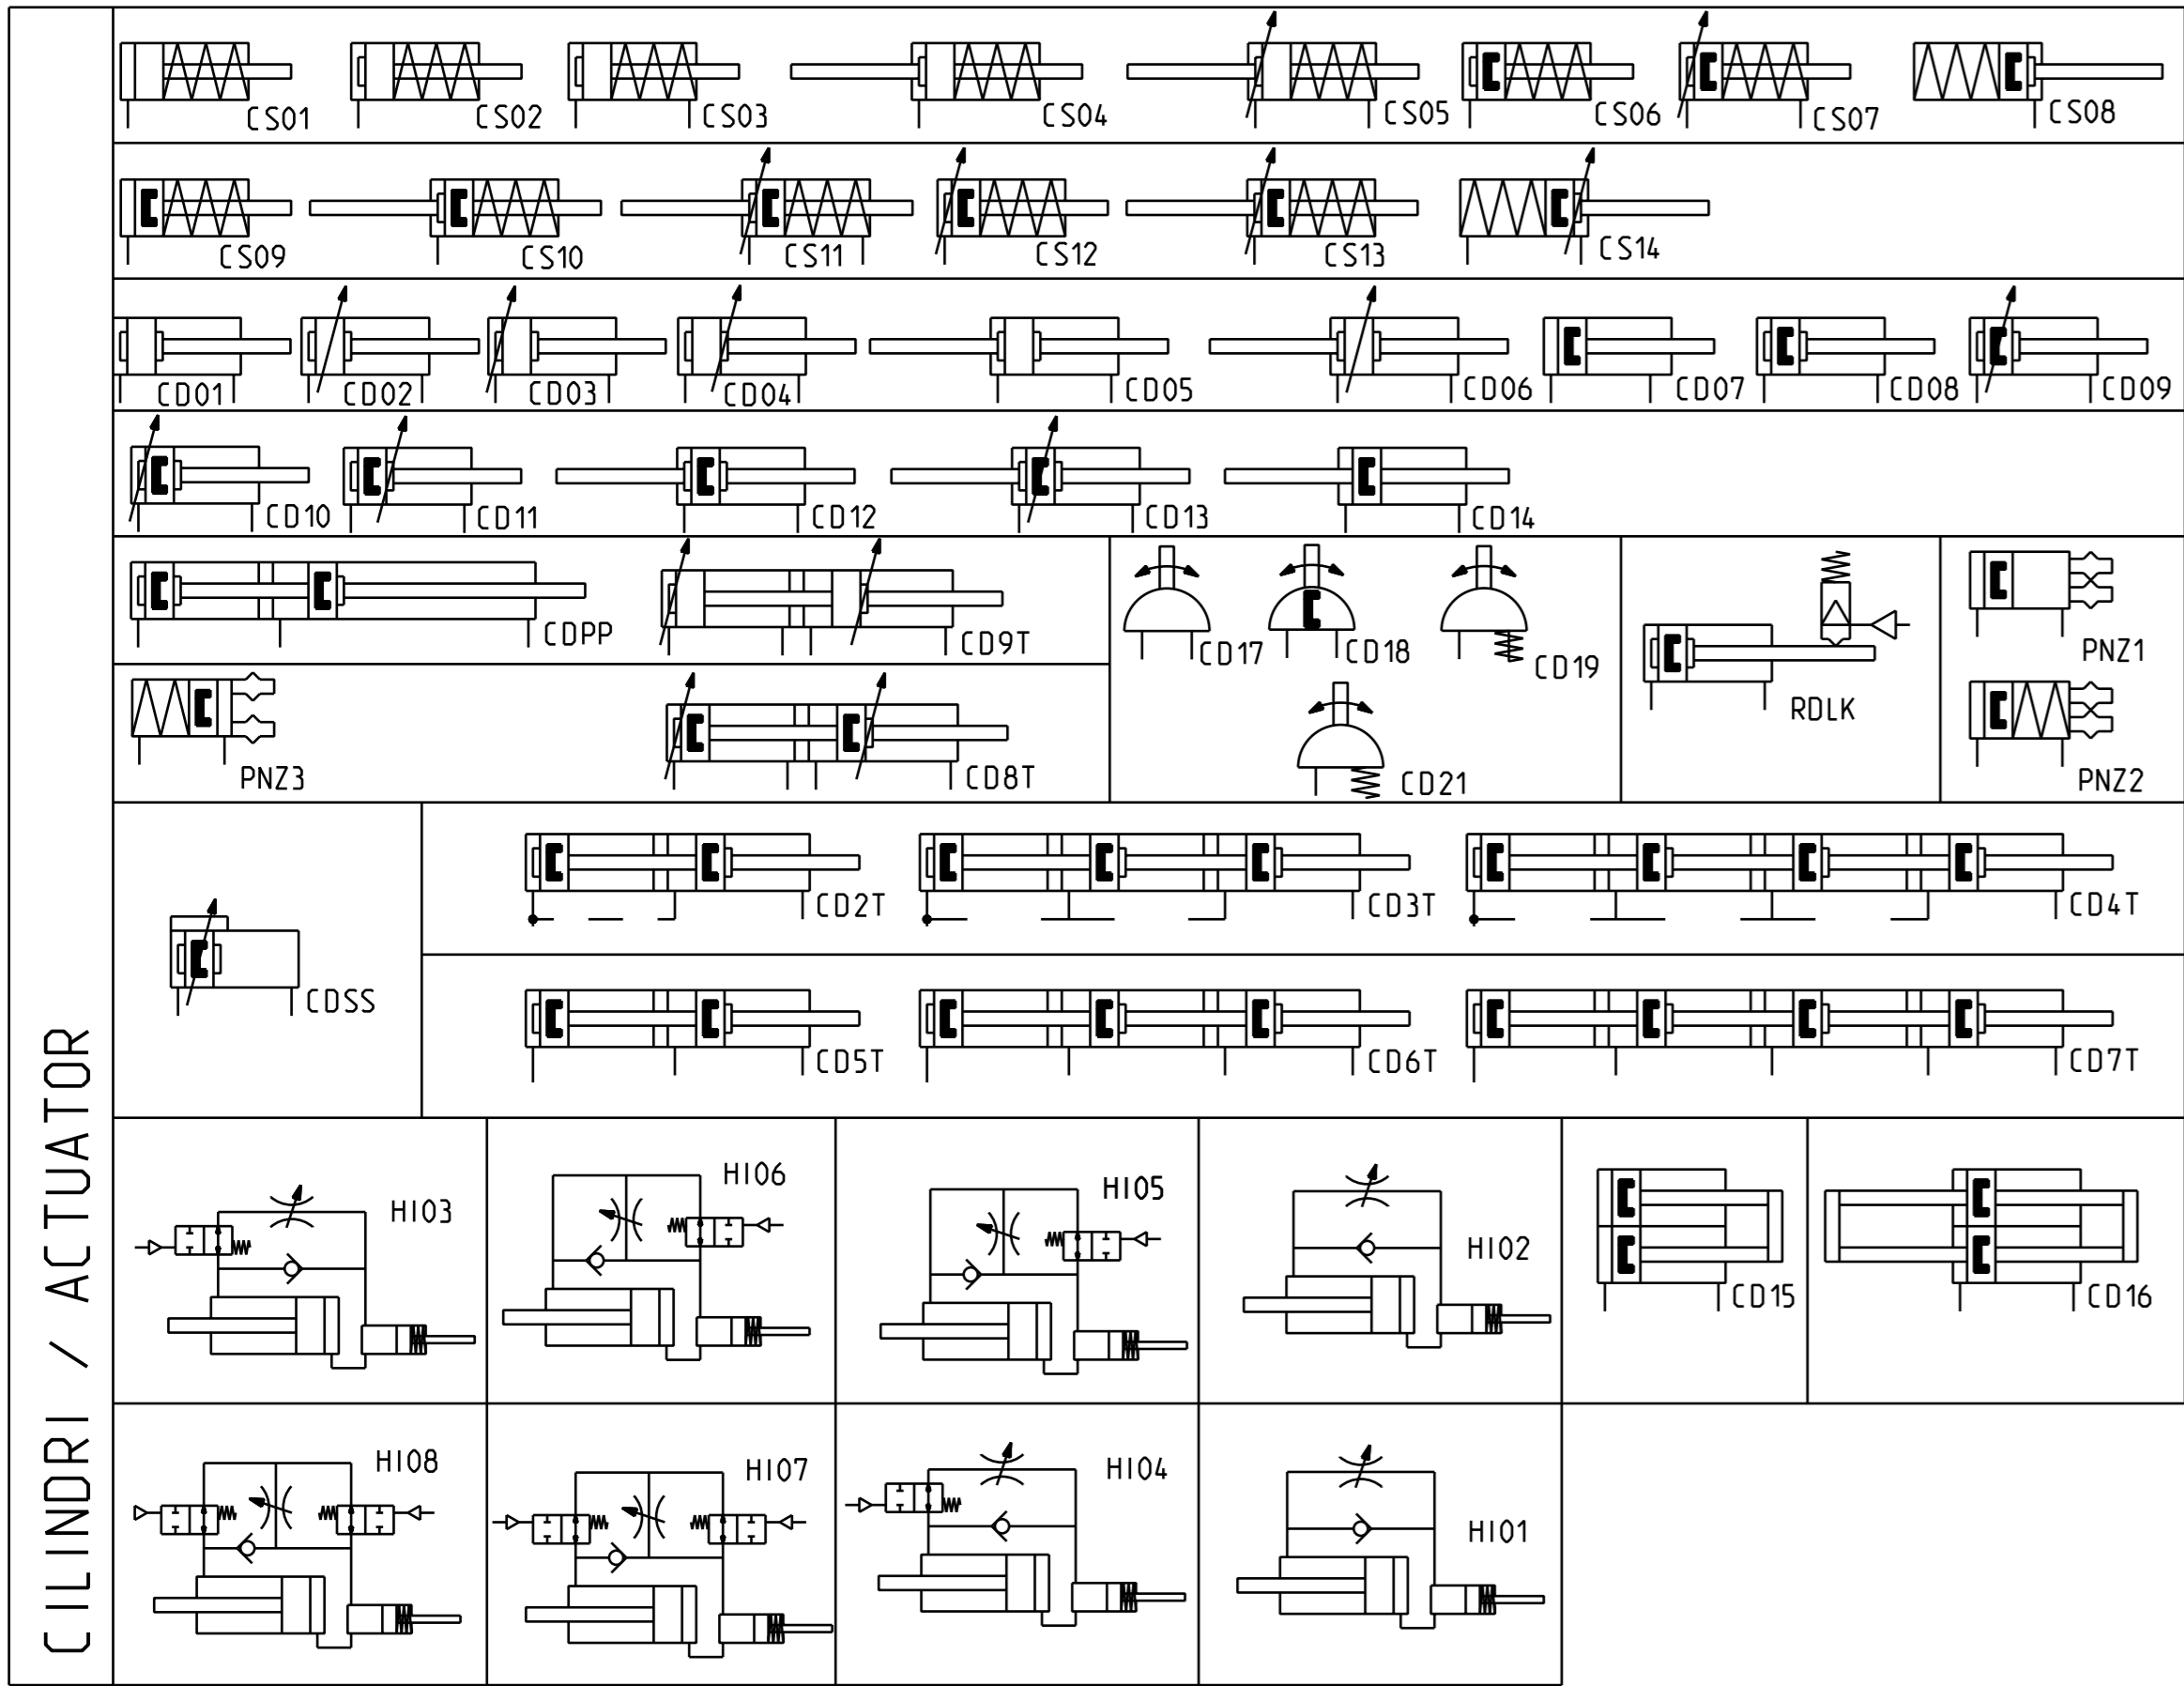 CILINDRI / ACTUATOR
CS01 CS02 CS03 CS04 CS05 CS06 CS07 CS08
CS09 CS10 CS11 CS12 CS13 CS14
CD01 CD02 CD03 CD04 CD05 CD06 CD07 CD08 CD09
CD10 CD11 CD12 CD13 CD14
CDPP CD9T CD17 CD18 CD19 RDLK PNZ1
PNZ3 CD8T CD21 PNZ2
CD2T CD3T CD4T
CDSS CD5T CD6T CD7T
HI03 HI06 HI05 HI02 CD15 CD16
HI08 HI07 HI04 HI01